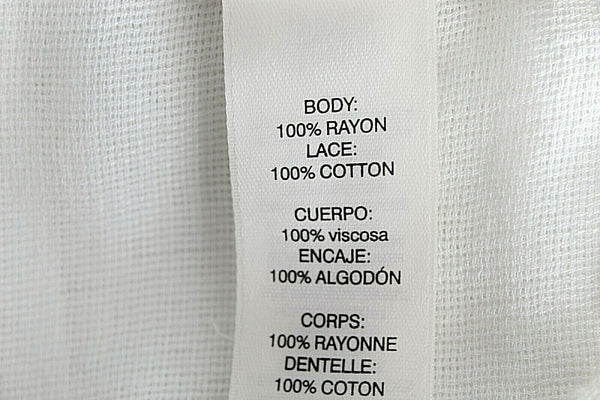 BODY:
100% RAYON
LACE:
100% COTTON
CUERPO:
100% viscosa
ENCAJE:
100% ALGODÓN
CORPS:
100% RAYONNE
DENTELLE:
100% COTON